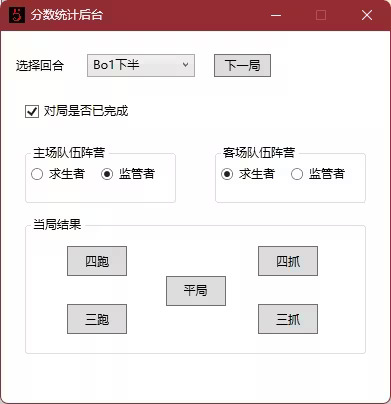 分数统计后台
选择回合 Bo1下半 下一局
对局是否已完成
主场队伍阵营 客场队伍阵营
求生者 监管者 求生者 监管者
当局结果
四跑 四抓
平局
三跑 三抓